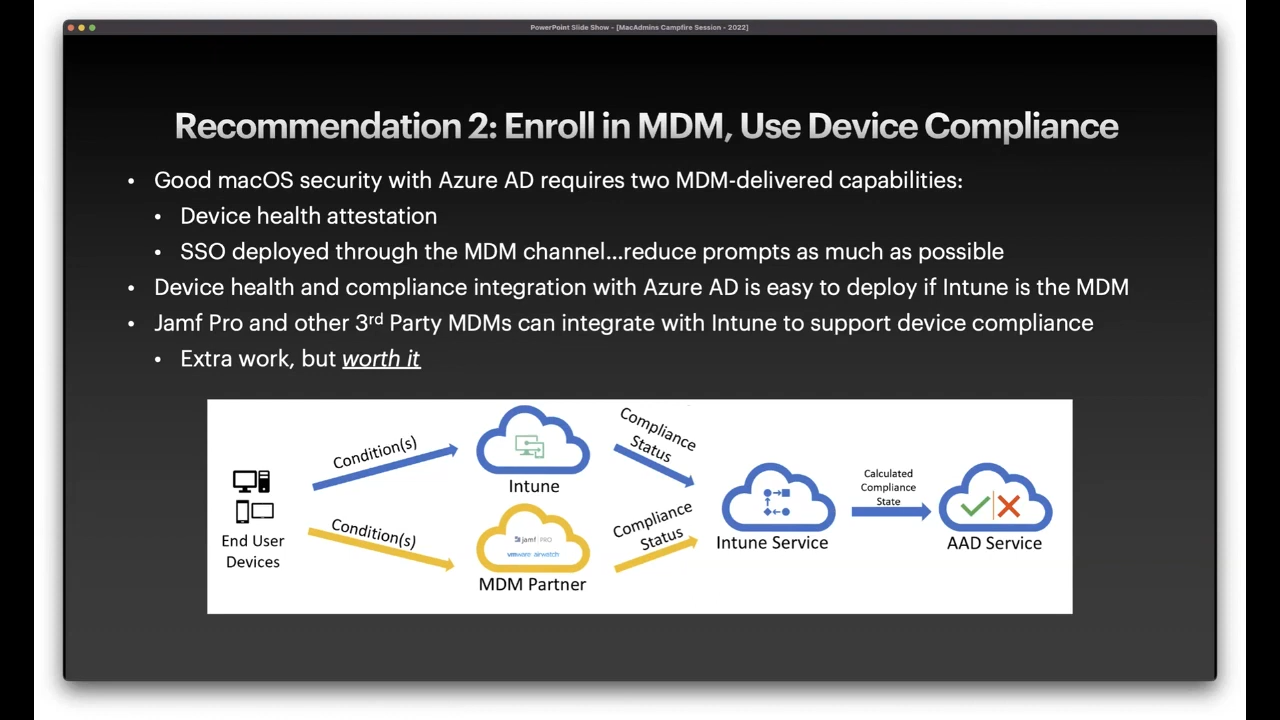 PowerPoint Slide Show - [MacAdmins Campfire Session - 2022]
Recommendation 2: Enroll in MDM, Use Device Compliance
• Good macOS security with Azure AD requires two MDM-delivered capabilities:
• Device health attestation
• SSO deployed through the MDM channel...reduce prompts as much as possible
• Device health and compliance integration with Azure AD is easy to deploy if Intune is the MDM
• Jamf Pro and other 3rd Party MDMs can integrate with Intune to support device compliance
• Extra work, but worth it
End User
Devices
Condition(s)
Condition(s)
Intune
jamf | PRO
vmware airwatch
MDM Partner
Compliance
Status
Compliance
Status
Intune Service
Calculated
Compliance
State
AAD Service